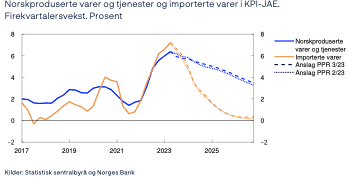 Norskproduserte varer og tjenester og importerte varer i KPI-JAE.
Firekvartalersvekst. Prosent
8
8
6
6
4
4
2
2
0
0
−2
−2
2017
2019
2021
2023
2025
Norskproduserte
varer og tjenester
Importerte varer
Anslag PPR 3/23
Anslag PPR 2/23
Kilder: Statistisk sentralbyrå og Norges Bank